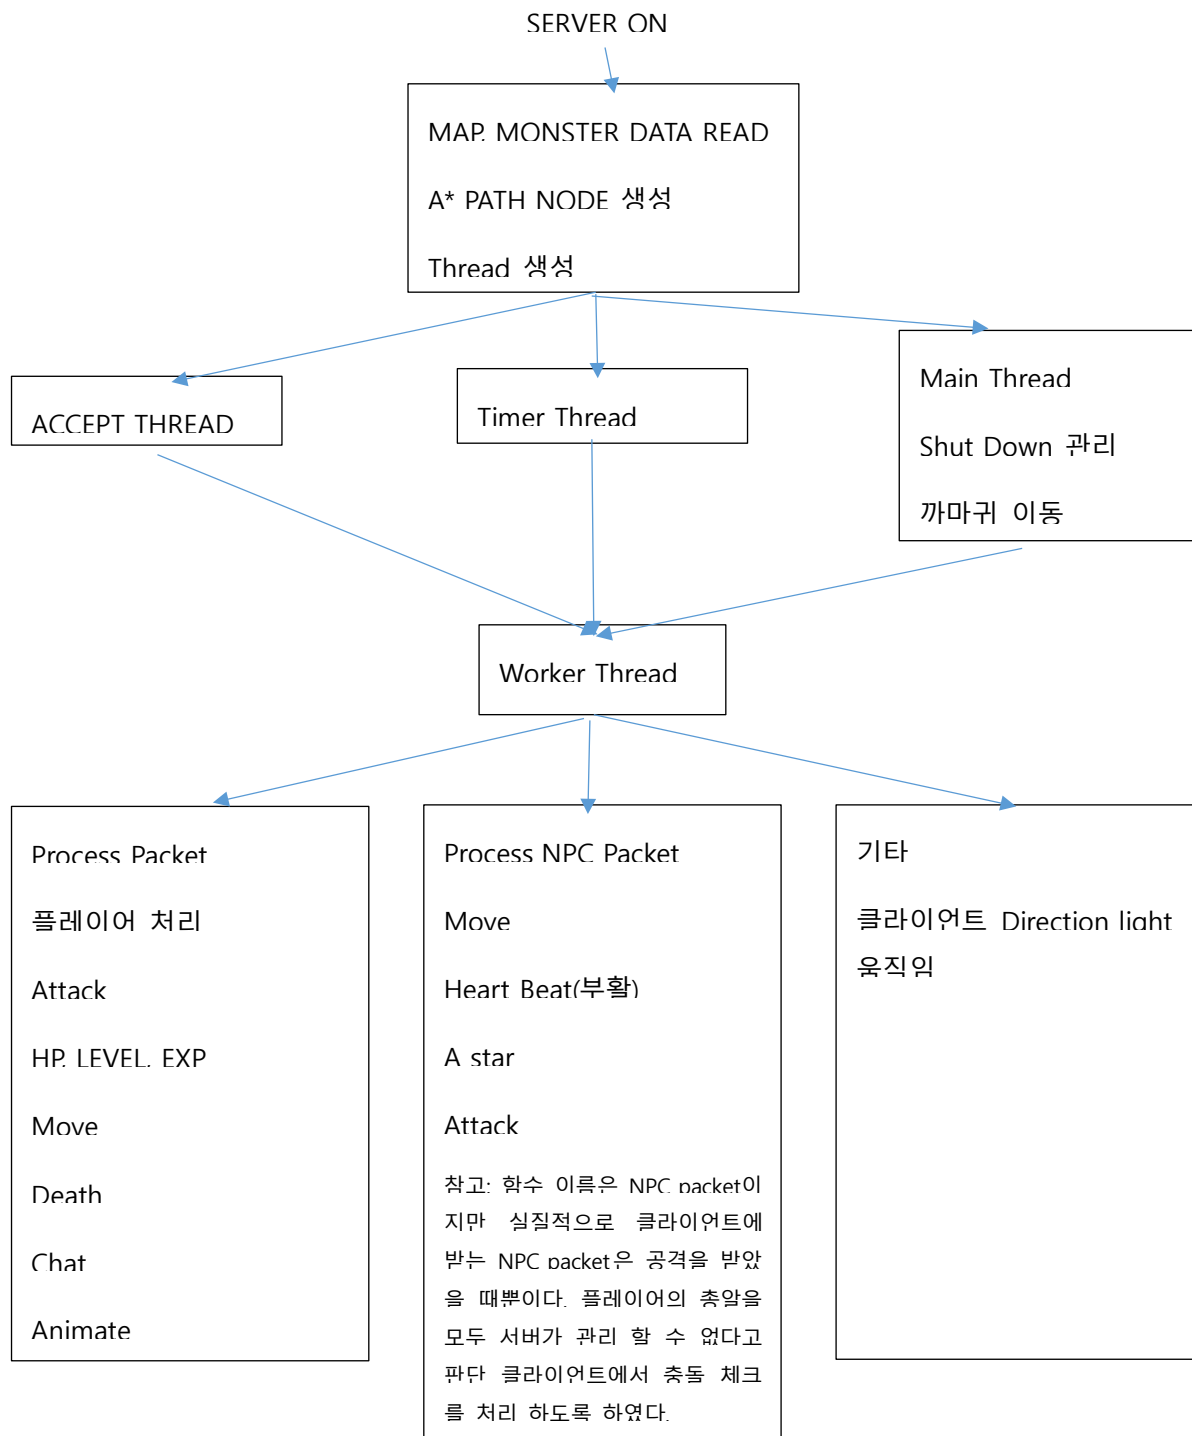 SERVER ON
MAP, MONSTER DATA READ
A* PATH NODE 생성
Thread 생성
ACCEPT THREAD
Timer Thread
Main Thread
Shut Down 관리
까마귀 이동
Worker Thread
Process Packet
플레이어 처리
Attack
HP, LEVEL, EXP
Move
Death
Chat
Animate
Process NPC Packet
Move
Heart Beat(부활)
A star
Attack
참고: 함수 이름은 NPC packet이
지만 실질적으로 클라이언트에
받는 NPC packet은 공격을 받았
을 때뿐이다. 플레이어의 총알을
모두 서버가 관리 할 수 없다고
판단 클라이언트에서 충돌 체크
를 처리 하도록 하였다.
기타
클라이언트 Direction light
움직임